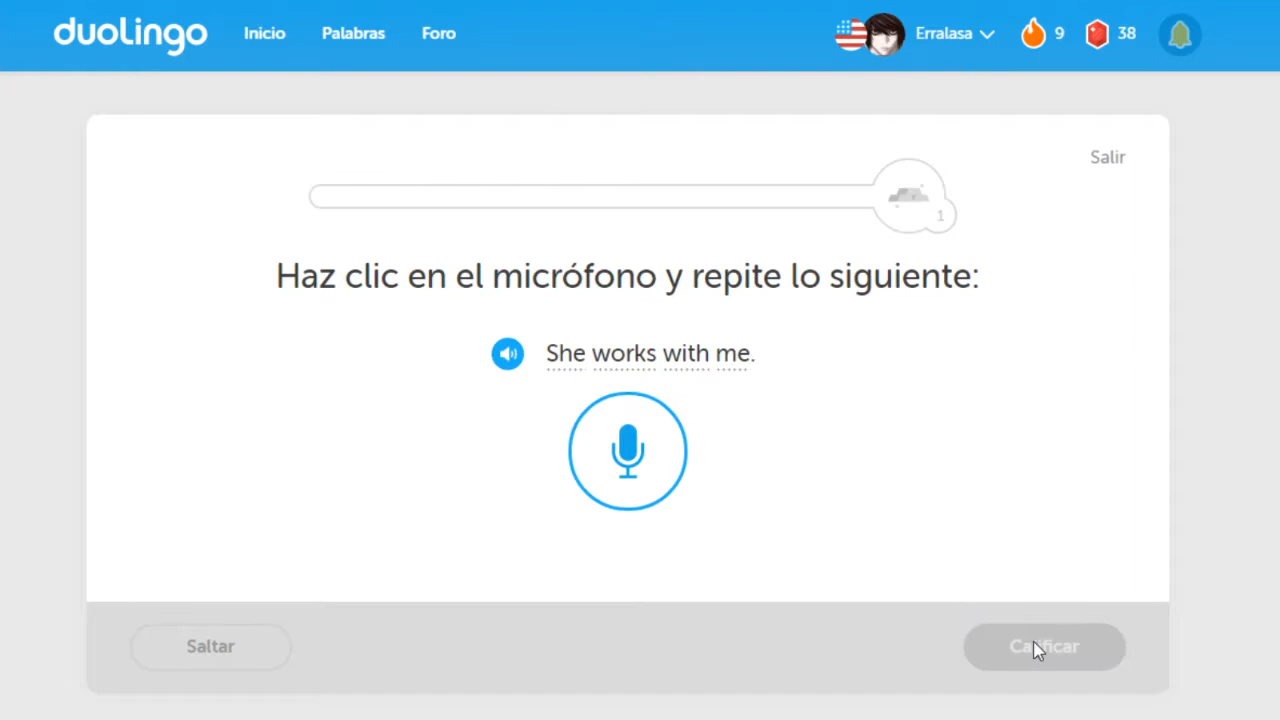 duolingo Inicio Palabras Foro Erralasa 9 38
Salir
1
Haz clic en el micrófono y repite lo siguiente:
She works with me.
Saltar Calificar